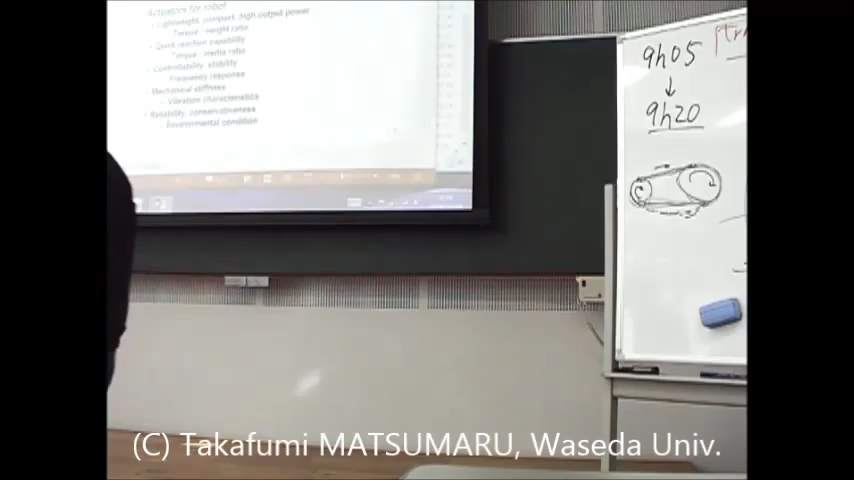 Actuators for robot
- Lightweight, compact, high output power
Torque - weight ratio
- Quick reaction capability
Torque - inertia ratio
- Controllability, stability
Frequency response
- Mechanical stiffness
- Vibration characteristics
- Reliability, conservativeness
- Environmental condition
9h05
↓
9h20
(C) Takafumi MATSUMARU, Waseda Univ.